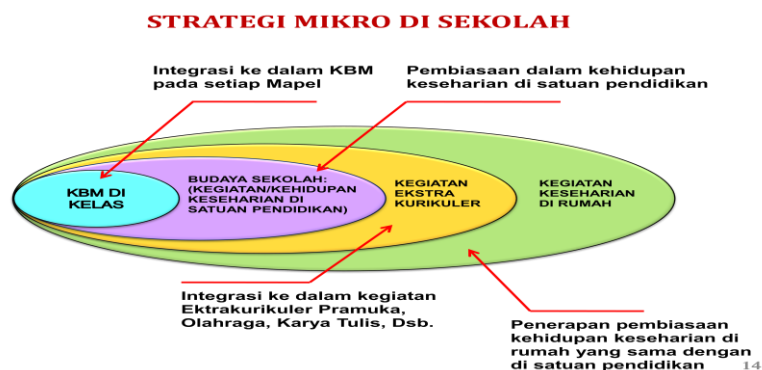 STRATEGI MIKRO DI SEKOLAH
Integrasi ke dalam KBM
pada setiap Mapel
Pembiasaan dalam kehidupan
keseharian di satuan pendidikan
KBM DI
KELAS
BUDAYA SEKOLAH:
(KEGIATAN/KEHIDUPAN
KESEHARIAN DI
SATUAN PENDIDIKAN)
KEGIATAN
EKSTRA
KURIKULER
KEGIATAN
KESEHARIAN
DI RUMAH
Integrasi ke dalam kegiatan
Ektrakurikuler Pramuka,
Olahraga, Karya Tulis, Dsb.
Penerapan pembiasaan
kehidupan keseharian di
rumah yang sama dengan
di satuan pendidikan
14